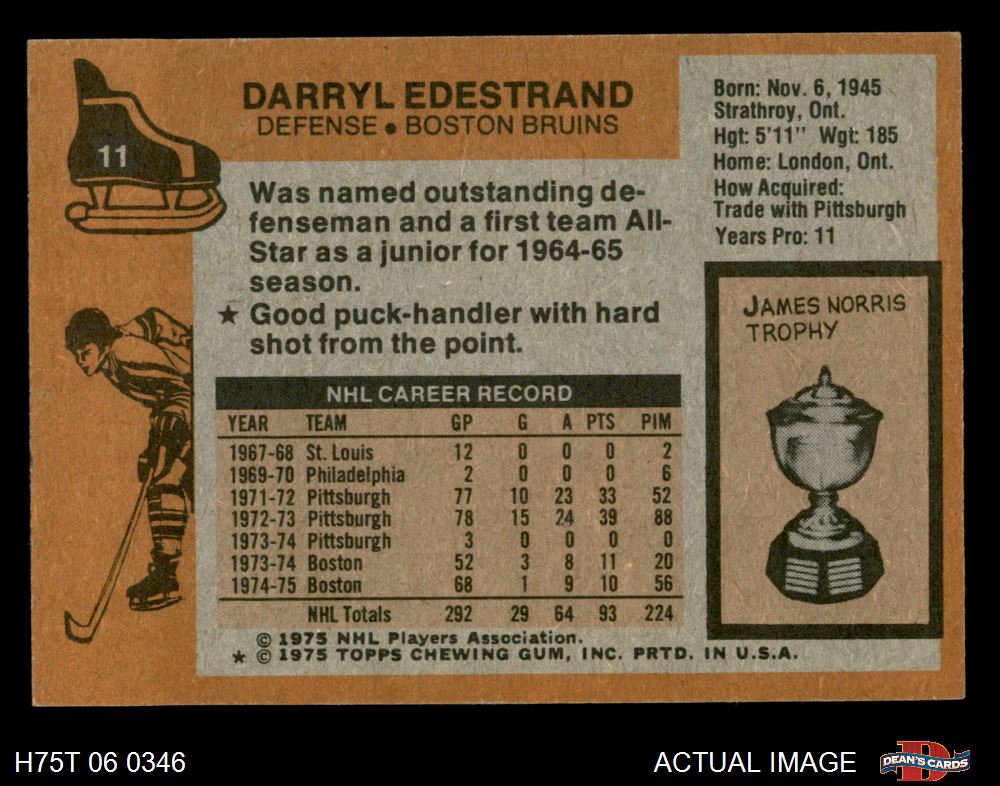 11
DARRYL EDESTRAND
DEFENSE ● BOSTON BRUINS
Was named outstanding de-
fenseman and a first team All-
Star as a junior for 1964-65
season.
★ Good puck-handler with hard
shot from the point.
Born: Nov. 6, 1945
Strathroy, Ont.
Hgt: 5'11" Wgt: 185
Home: London, Ont.
How Acquired:
Trade with Pittsburgh
Years Pro: 11
JAMES NORRIS
TROPHY
NHL CAREER RECORD
YEAR TEAM GP G A PTS PIM
1967-68 St. Louis 12 0 0 0 2
1969-70 Philadelphia 2 0 0 0 6
1971-72 Pittsburgh 77 10 23 33 52
1972-73 Pittsburgh 78 15 24 39 88
1973-74 Pittsburgh 3 0 0 0 0
1973-74 Boston 52 3 8 11 20
1974-75 Boston 68 1 9 10 56
NHL Totals 292 29 64 93 224
© 1975 NHL Players Association.
★ © 1975 TOPPS CHEWING GUM, INC. PRTD. IN U.S.A.
H75T 06 0346
ACTUAL IMAGE
D
DEAN'S CARDS